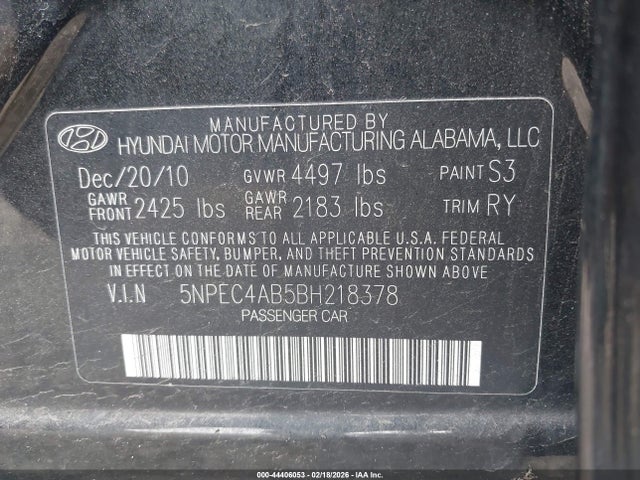 MANUFACTURED BY
HYUNDAI MOTOR MANUFACTURING ALABAMA, LLC
Dec/20/10 GVWR 4497 lbs PAINT S3
GAWR FRONT 2425 lbs GAWR REAR 2183 lbs TRIM RY
THIS VEHICLE CONFORMS TO ALL APPLICABLE U.S.A. FEDERAL
MOTOR VEHICLE SAFETY, BUMPER, AND THEFT PREVENTION STANDARDS
IN EFFECT ON THE DATE OF MANUFACTURE SHOWN ABOVE.
V.I.N 5NPEC4AB5BH218378
PASSENGER CAR
000-44406053 - 02/18/2026 - IAA Corp.